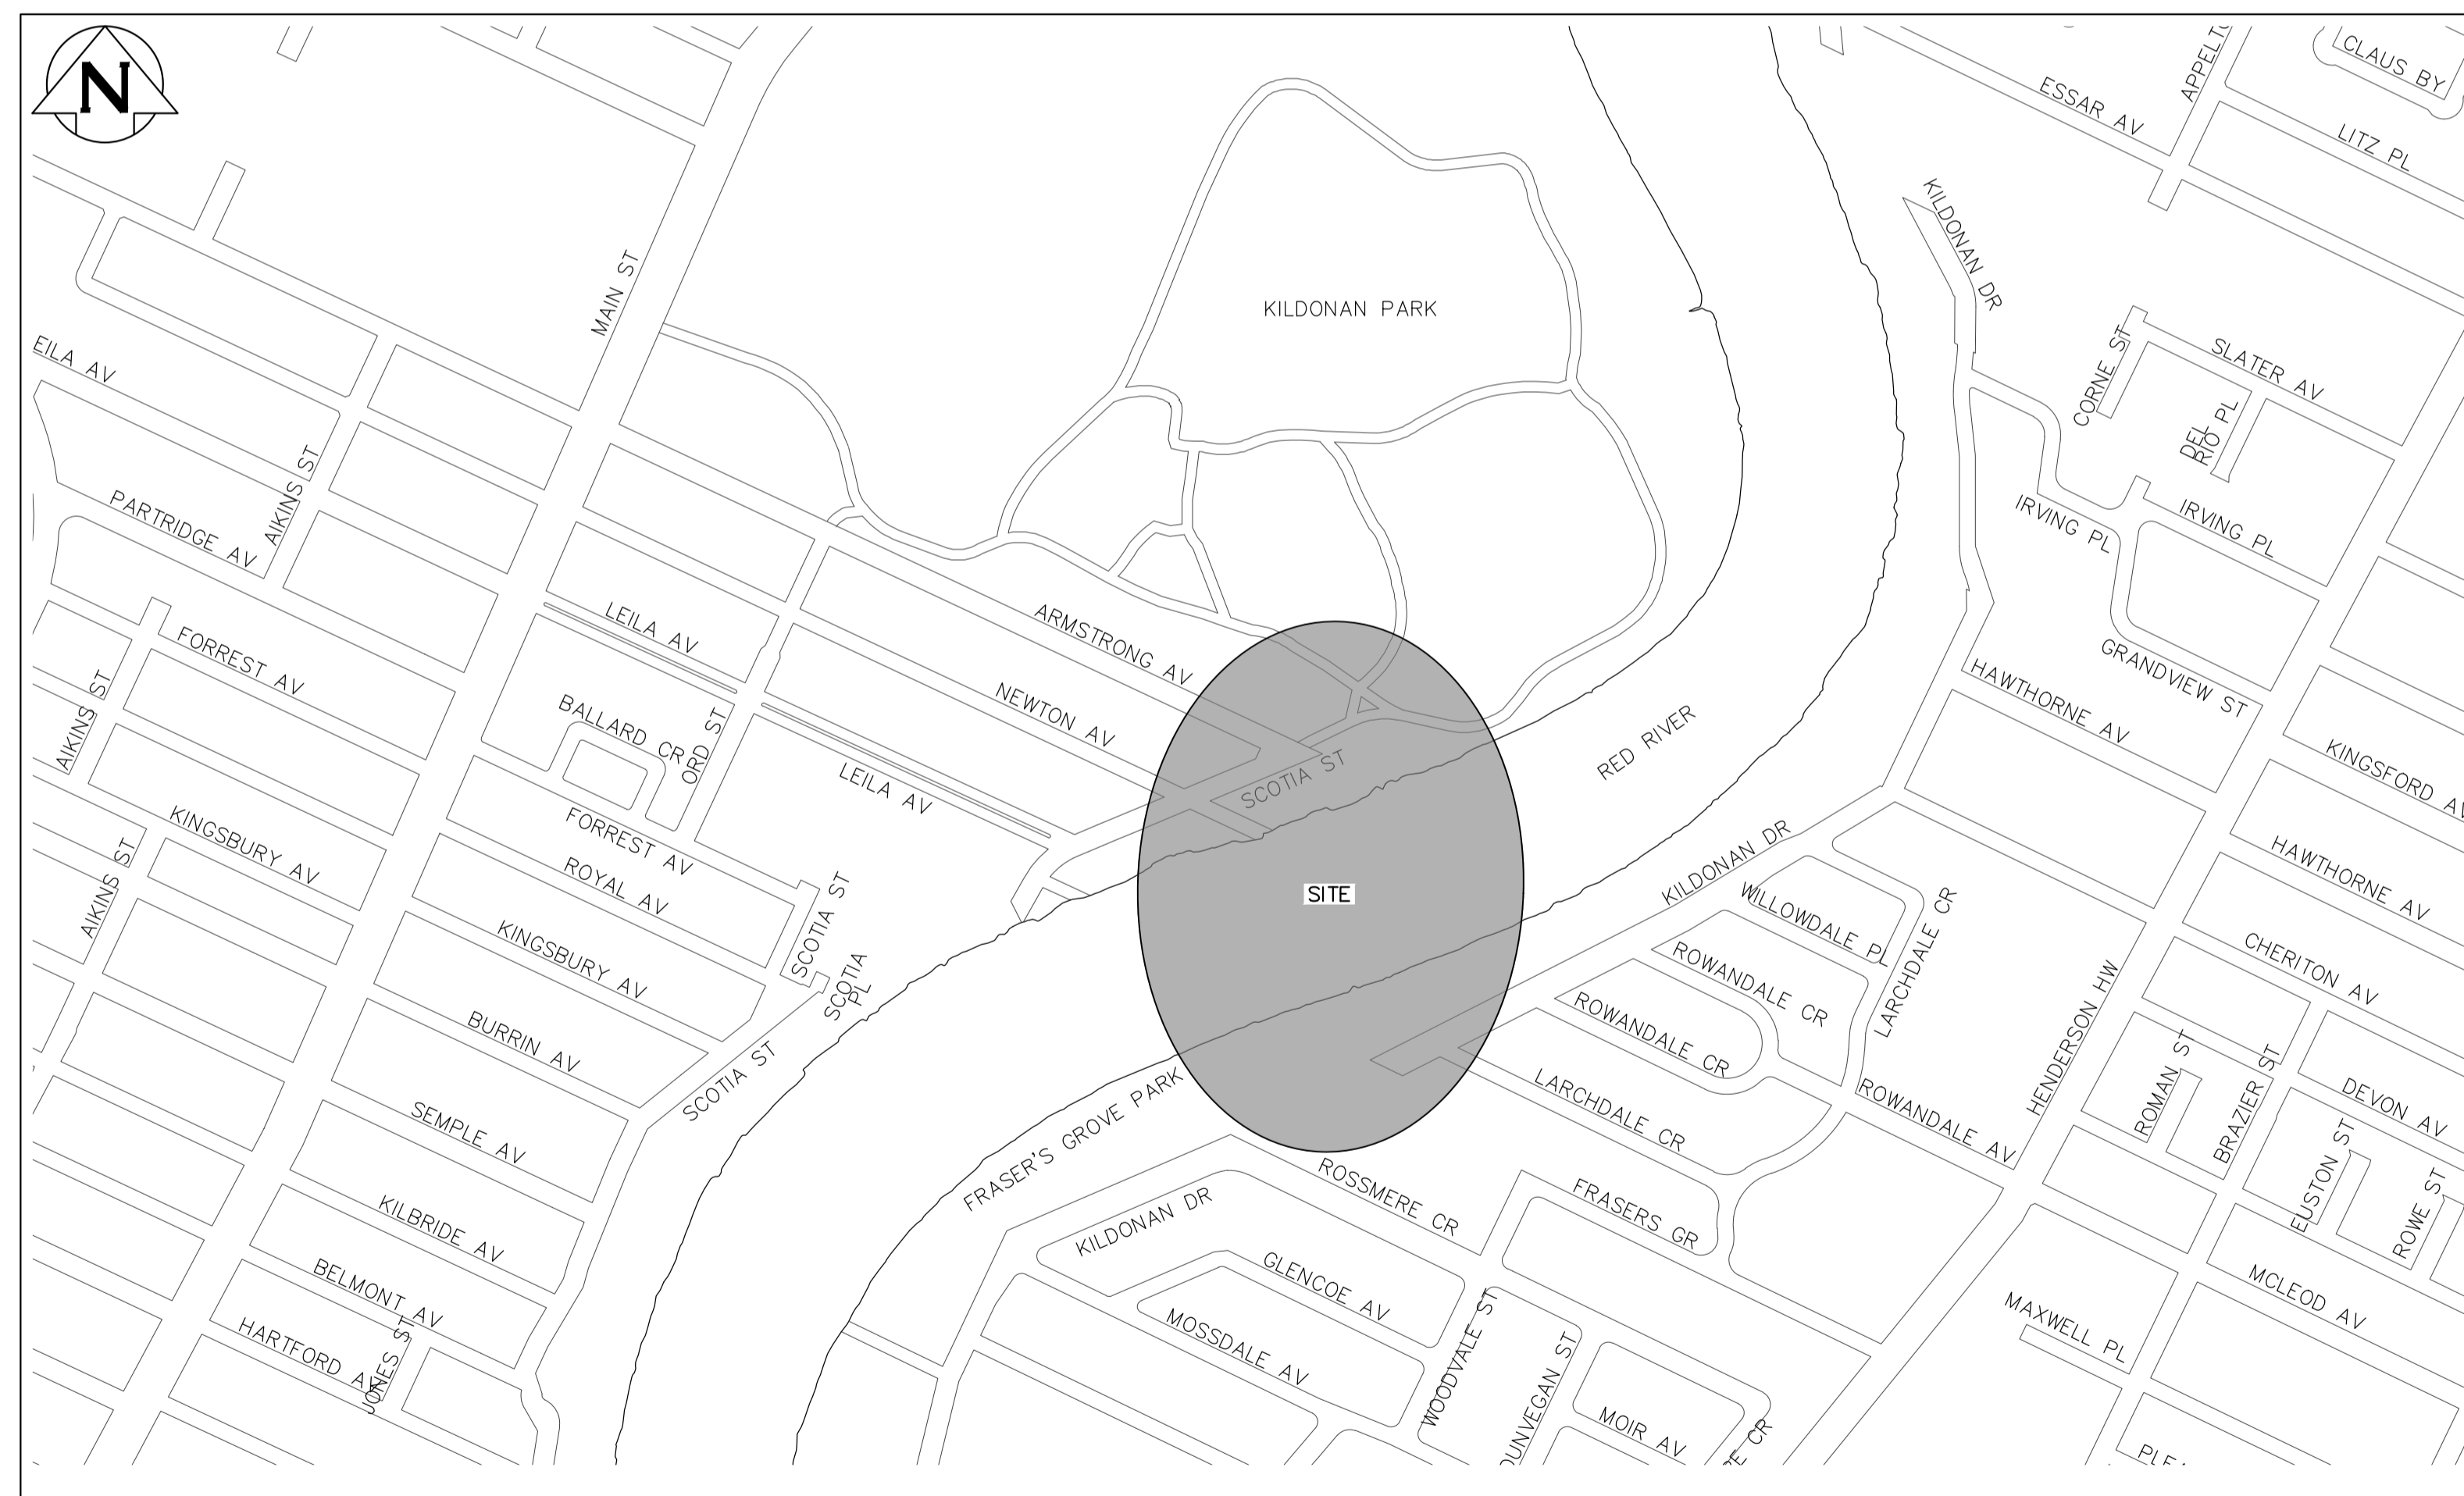 N
CLAUS BY
ESSAR AV
LITZ PL
KILDONAN DR
MAIN ST
KILDONAN PARK
CORNE ST
SLATER AV
DEL
RIO PL
AIKINS ST
PARTRIDGE AV
IRVING PL
IRVING PL
LEILA AV
ARMSTRONG AV
FORREST AV
AIKINS ST
NEWTON AV
BALLARD CR
HAWTHORNE AV
GRANDVIEW ST
RED RIVER
SCOTIA ST
LEILA AV
KINGSFORD AV
KINGSBURY AV
FORREST AV
AIKINS ST
ROYAL AV
KILDONAN DR
WILLOWDALE PL
HAWTHORNE AV
SITE
SCOTIA ST
KINGSBURY AV
ROWANDALE CR
LARCHDALE CR
CHERITON AV
SCOTIA
PL
ROWANDALE CR
BURRIN AV
SCOTIA ST
HENDERSON HW
ROMAN ST
BRAZIER ST
FRASER'S GROVE PARK
LARCHDALE CR
ROWANDALE AV
DEVON AV
SEMPLE AV
ROSSMERE CR
EUSTON ST
KILBRIDE AV
KILDONAN DR
FRASERS GR
ROWE ST
BELMONT AV
GLENCOE AV
MCLEOD AV
HARTFORD AV
JONES ST
MOSSDALE AV
WOODVALE ST
MAXWELL PL
MOIR AV